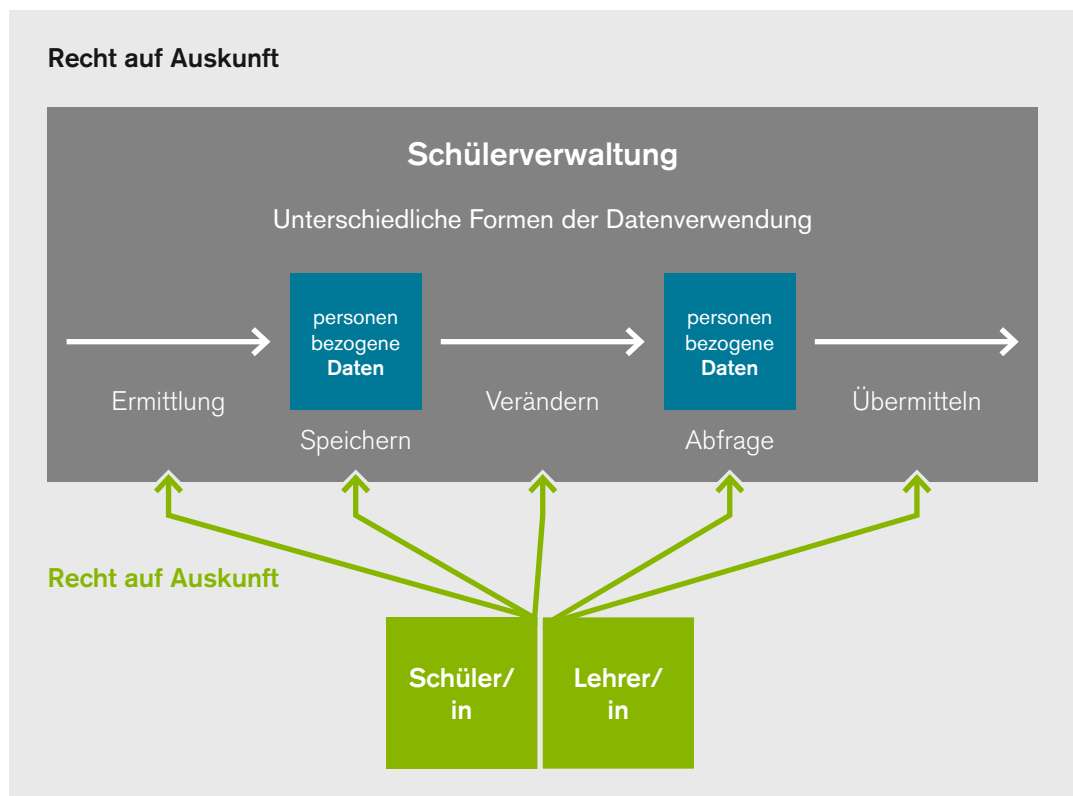 Recht auf Auskunft
Schülerverwaltung
Unterschiedliche Formen der Datenverwendung
personen
bezogene
Daten
personen
bezogene
Daten
Ermittlung
Verändern
Übermitteln
Speichern
Abfrage
Recht auf Auskunft
Schüler/
in
Lehrer/
in